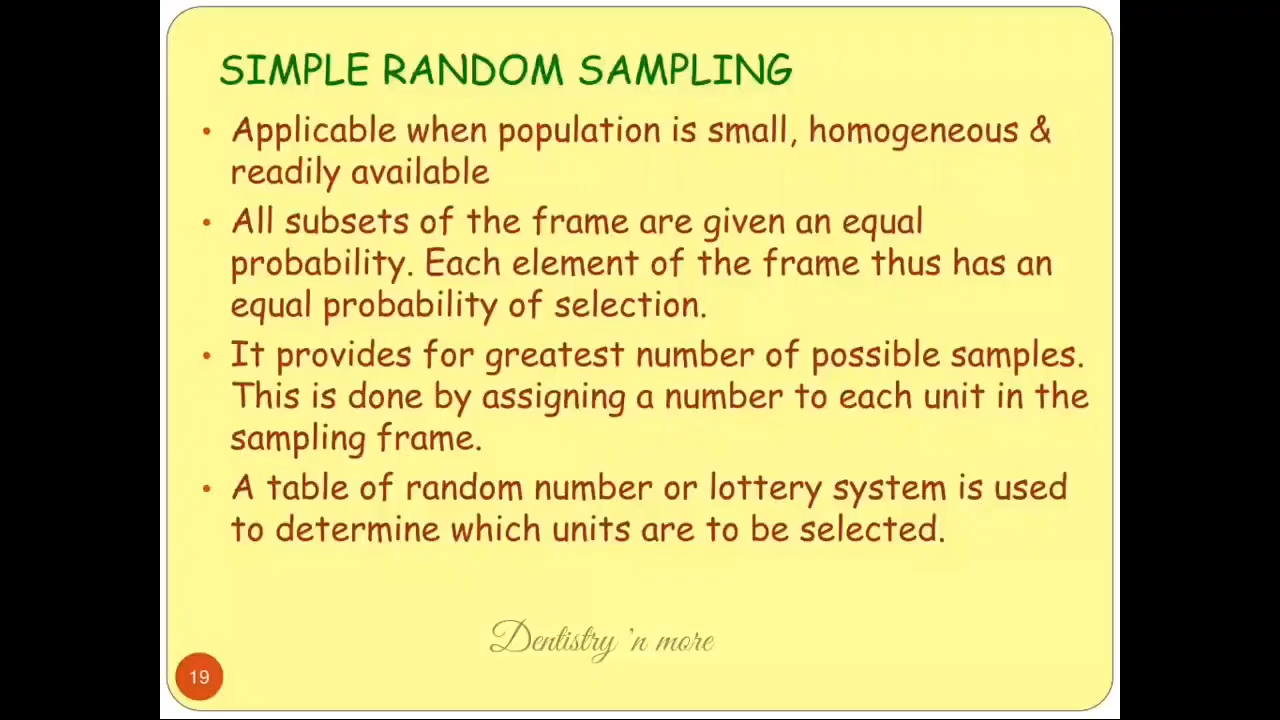 SIMPLE RANDOM SAMPLING
• Applicable when population is small, homogeneous &
readily available
• All subsets of the frame are given an equal
probability. Each element of the frame thus has an
equal probability of selection.
• It provides for greatest number of possible samples.
This is done by assigning a number to each unit in the
sampling frame.
• A table of random number or lottery system is used
to determine which units are to be selected.
Dentistry 'n more
19